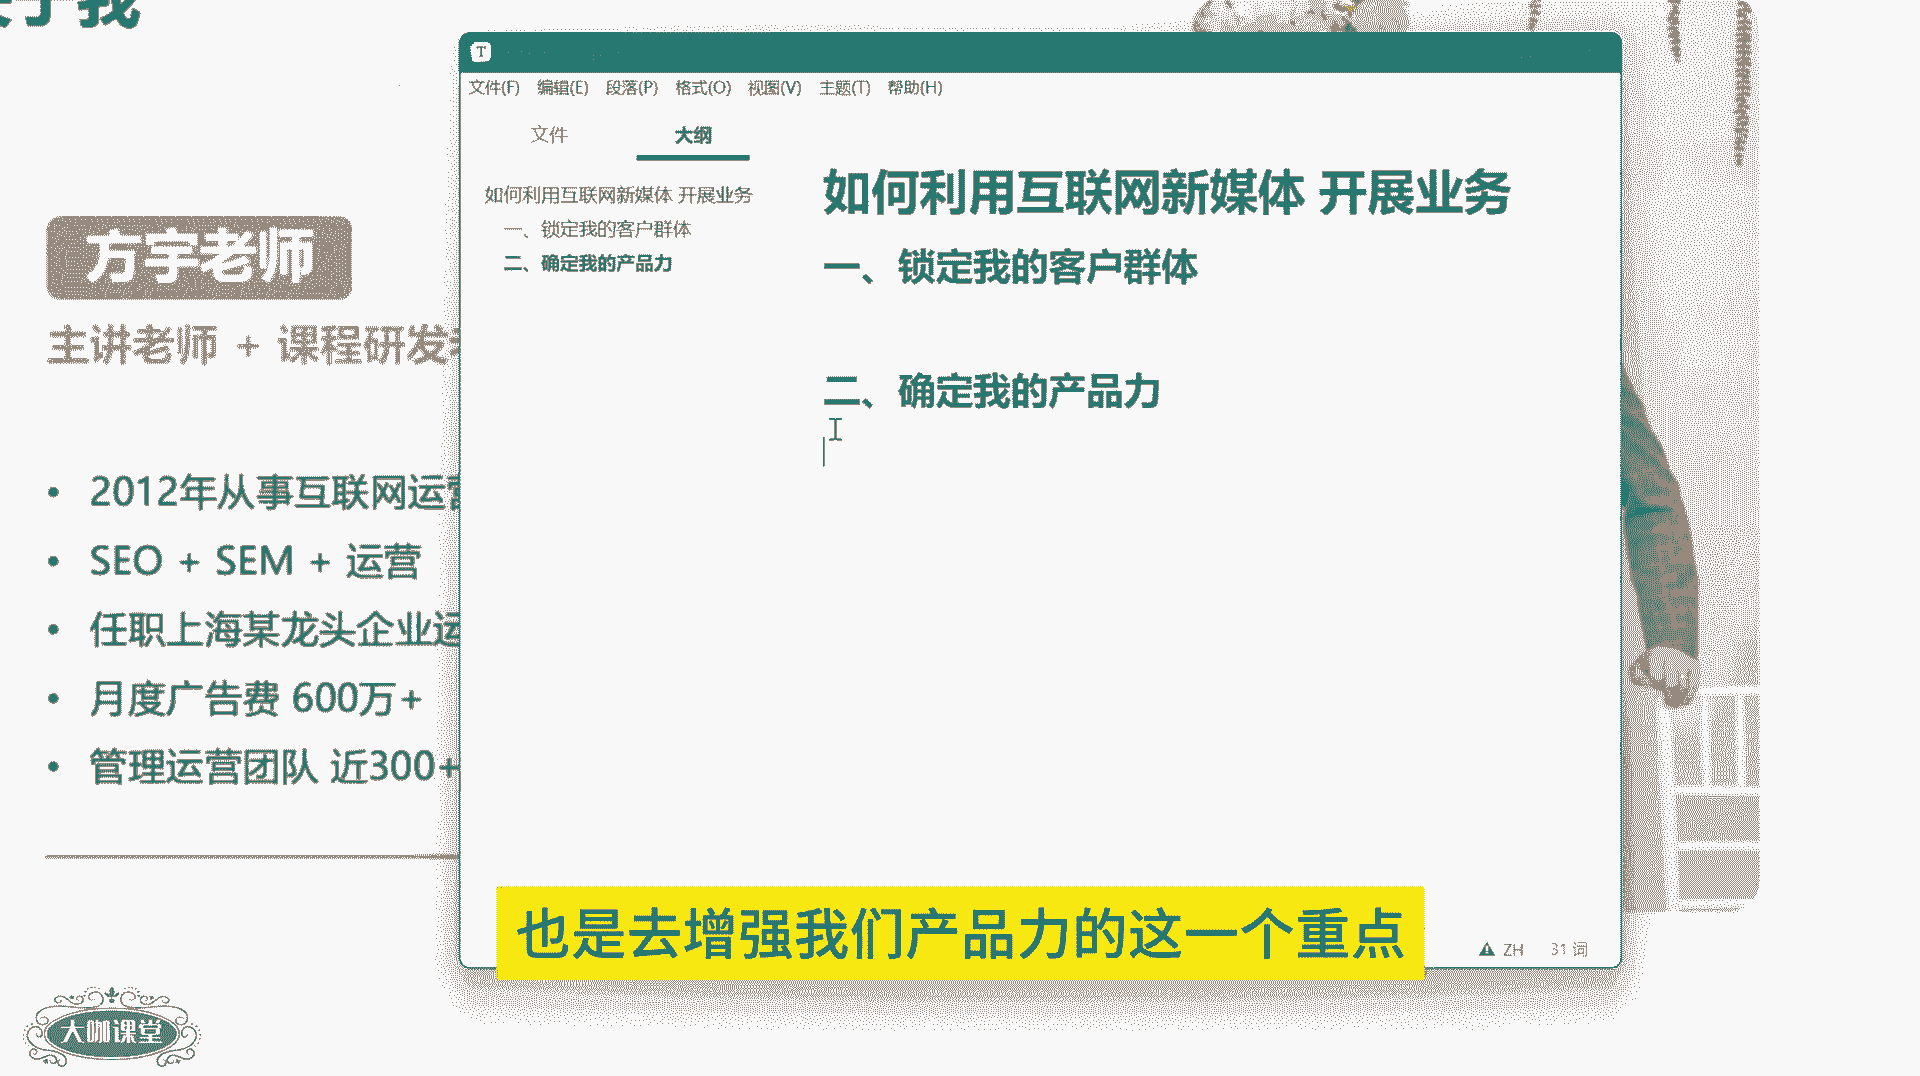 我
方宇老师
主讲老师 + 课程研发
2012年从事互联网运营
SEO + SEM + 运营
任职上海某龙头企业运
月度广告费 600万+
管理运营团队 近300+
T
文件(F) 编辑(E) 段落(P) 格式(O) 视图(V) 主题(T) 帮助(H)
文件 大纲
如何利用互联网新媒体 开展业务
一、锁定我的客户群体
二、确定我的产品力
如何利用互联网新媒体 开展业务
一、锁定我的客户群体
二、确定我的产品力
ZH 31 词
也是去增强我们产品力的这一个重点
大咖课堂